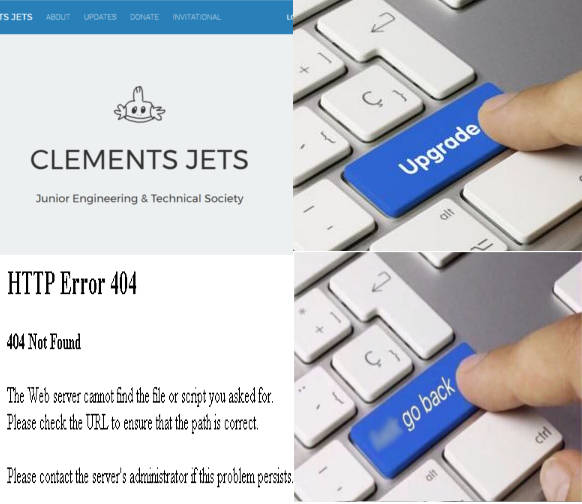 TS JETS ABOUT UPDATES DONATE INVITATIONAL
CLEMENTS JETS
Junior Engineering & Technical Society
Upgrade
alt
HTTP Error 404
404 Not Found
The Web server cannot find the file or script you asked for.
Please check the URL to ensure that the path is correct.
Please contact the server's administrator if this problem persists.
go back
ctrl
alt